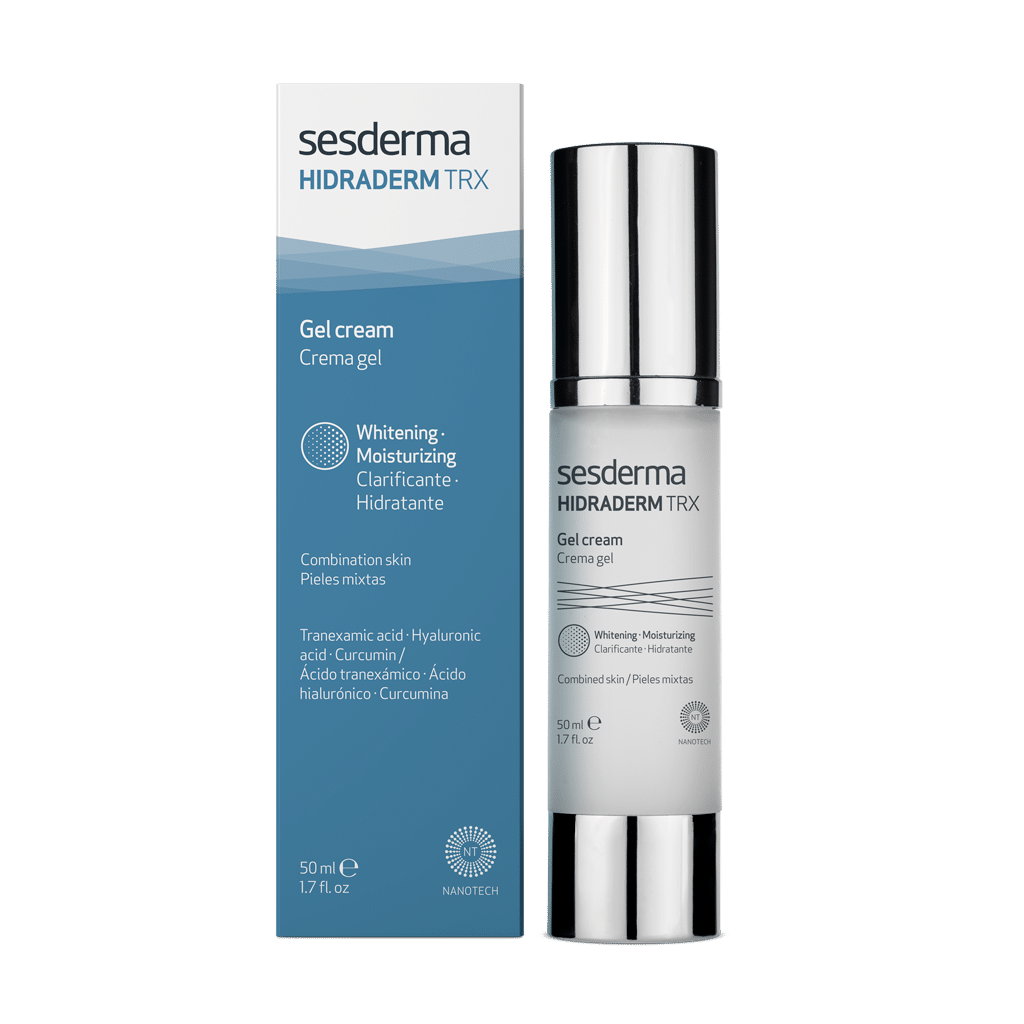 sesderma
HIDRADERM TRX
Gel cream
Crema gel
Whitening ·
Moisturizing
Clarificante ·
Hidratante
Combination skin
Pieles mixtas
Tranexamic acid · Hyaluronic
acid · Curcumin /
Ácido tranexámico · Ácido
hialurónico · Curcumina
50 ml ℮
1.7 fl. oz
NT
NANOTECH
sesderma
HIDRADERM TRX
Gel cream
Crema gel
Whitening · Moisturizing
Clarificante · Hidratante
Combined skin / Pieles mixtas
50 ml ℮
1.7 fl. oz
NT
NANOTECH